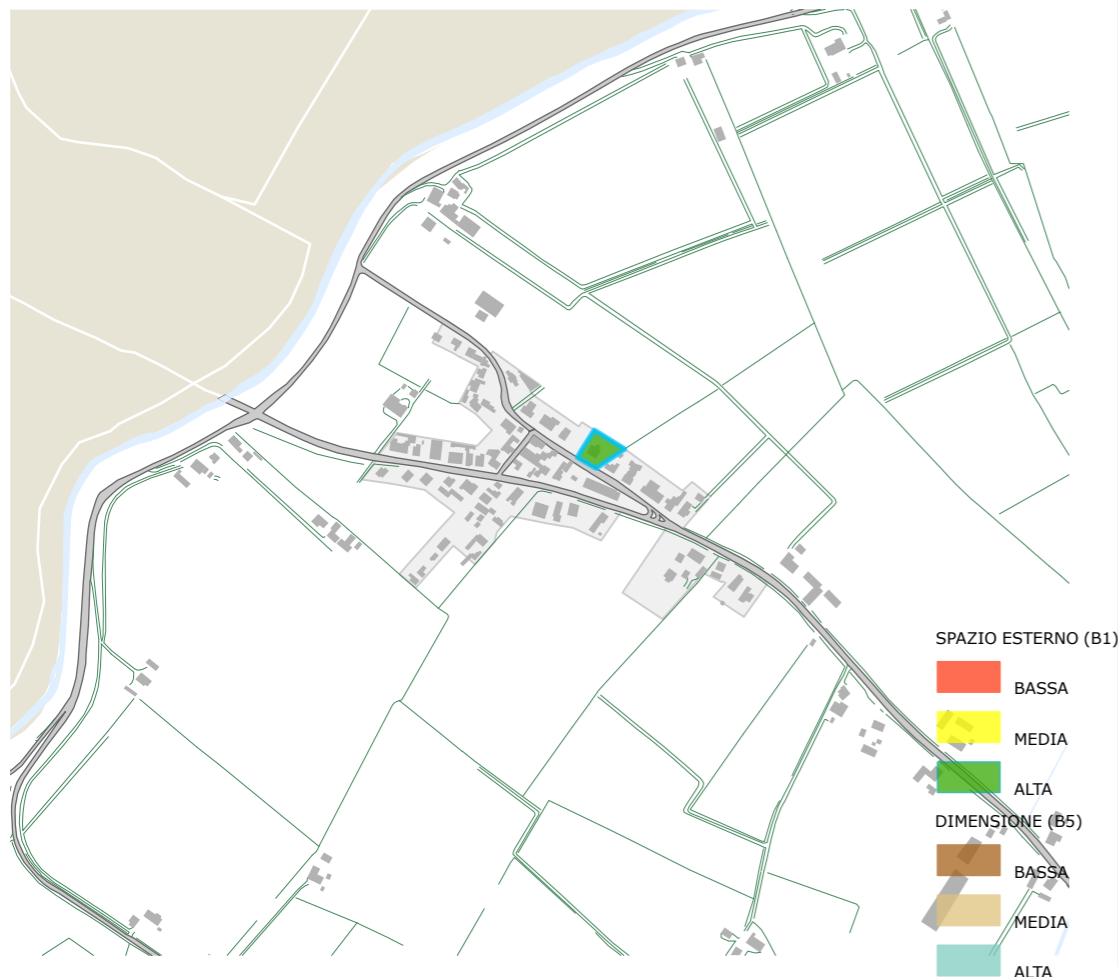 SPAZIO ESTERNO (B1)
BASSA
MEDIA
ALTA
DIMENSIONE (B5)
BASSA
MEDIA
ALTA